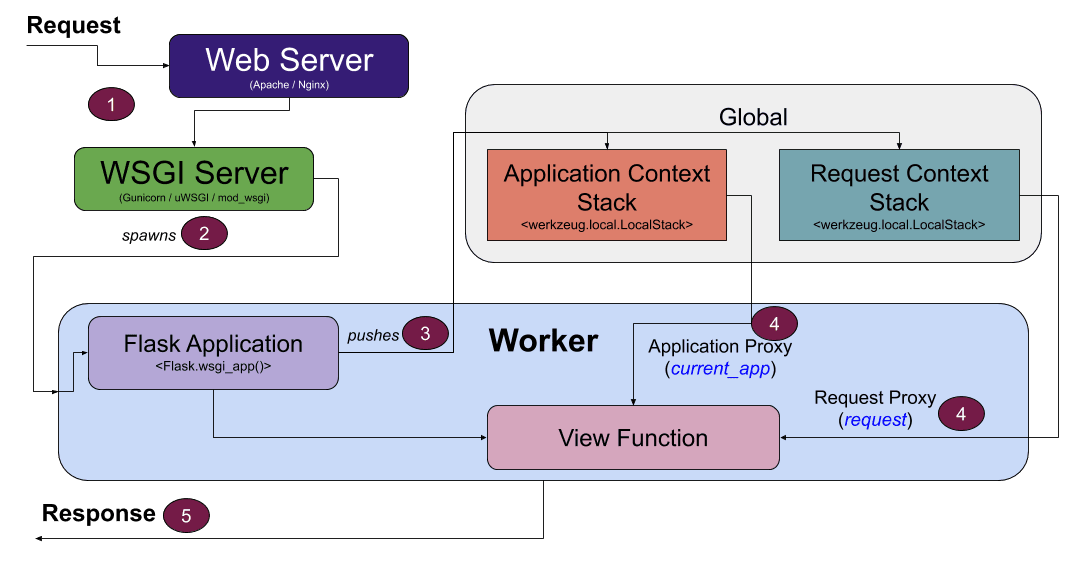 Request
Web Server
(Apache / Nginx)
1
WSGI Server
(Gunicorn / uWSGI / mod_wsgi)
spawns
2
Global
Application Context
Stack
<werkzeug.local.LocalStack>
Request Context
Stack
<werkzeug.local.LocalStack>
Flask Application
<Flask.wsgi_app()>
pushes
3
Worker
4
Application Proxy
(current_app)
Request Proxy
(request)
4
View Function
Response
5